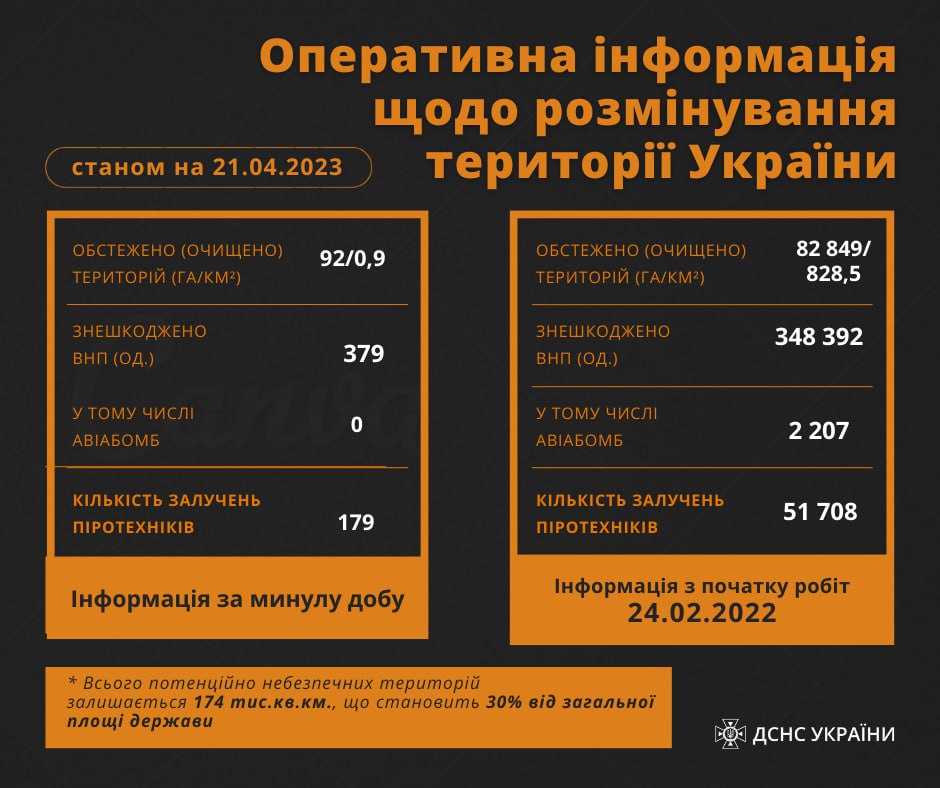 Оперативна інформація
щодо розмінування
території України
станом на 21.04.2023
ОБСТЕЖЕНО (ОЧИЩЕНО)
ТЕРИТОРІЙ (ГА/КМ²)
92/0,9
ЗНЕШКОДЖЕНО
ВНП (ОД.)
379
У ТОМУ ЧИСЛІ
АВІАБОМБ
0
КІЛЬКІСТЬ ЗАЛУЧЕНЬ
ПІРОТЕХНІКІВ
179
Інформація за минулу добу
ОБСТЕЖЕНО (ОЧИЩЕНО)
ТЕРИТОРІЙ (ГА/КМ²)
82 849/
828,5
ЗНЕШКОДЖЕНО
ВНП (ОД.)
348 392
У ТОМУ ЧИСЛІ
АВІАБОМБ
2 207
КІЛЬКІСТЬ ЗАЛУЧЕНЬ
ПІРОТЕХНІКІВ
51 708
Інформація з початку робіт
24.02.2022
* Всього потенційно небезпечних територій
залишається 174 тис.кв.км., що становить 30% від загальної
площі держави
ДСНС УКРАЇНИ
Canva